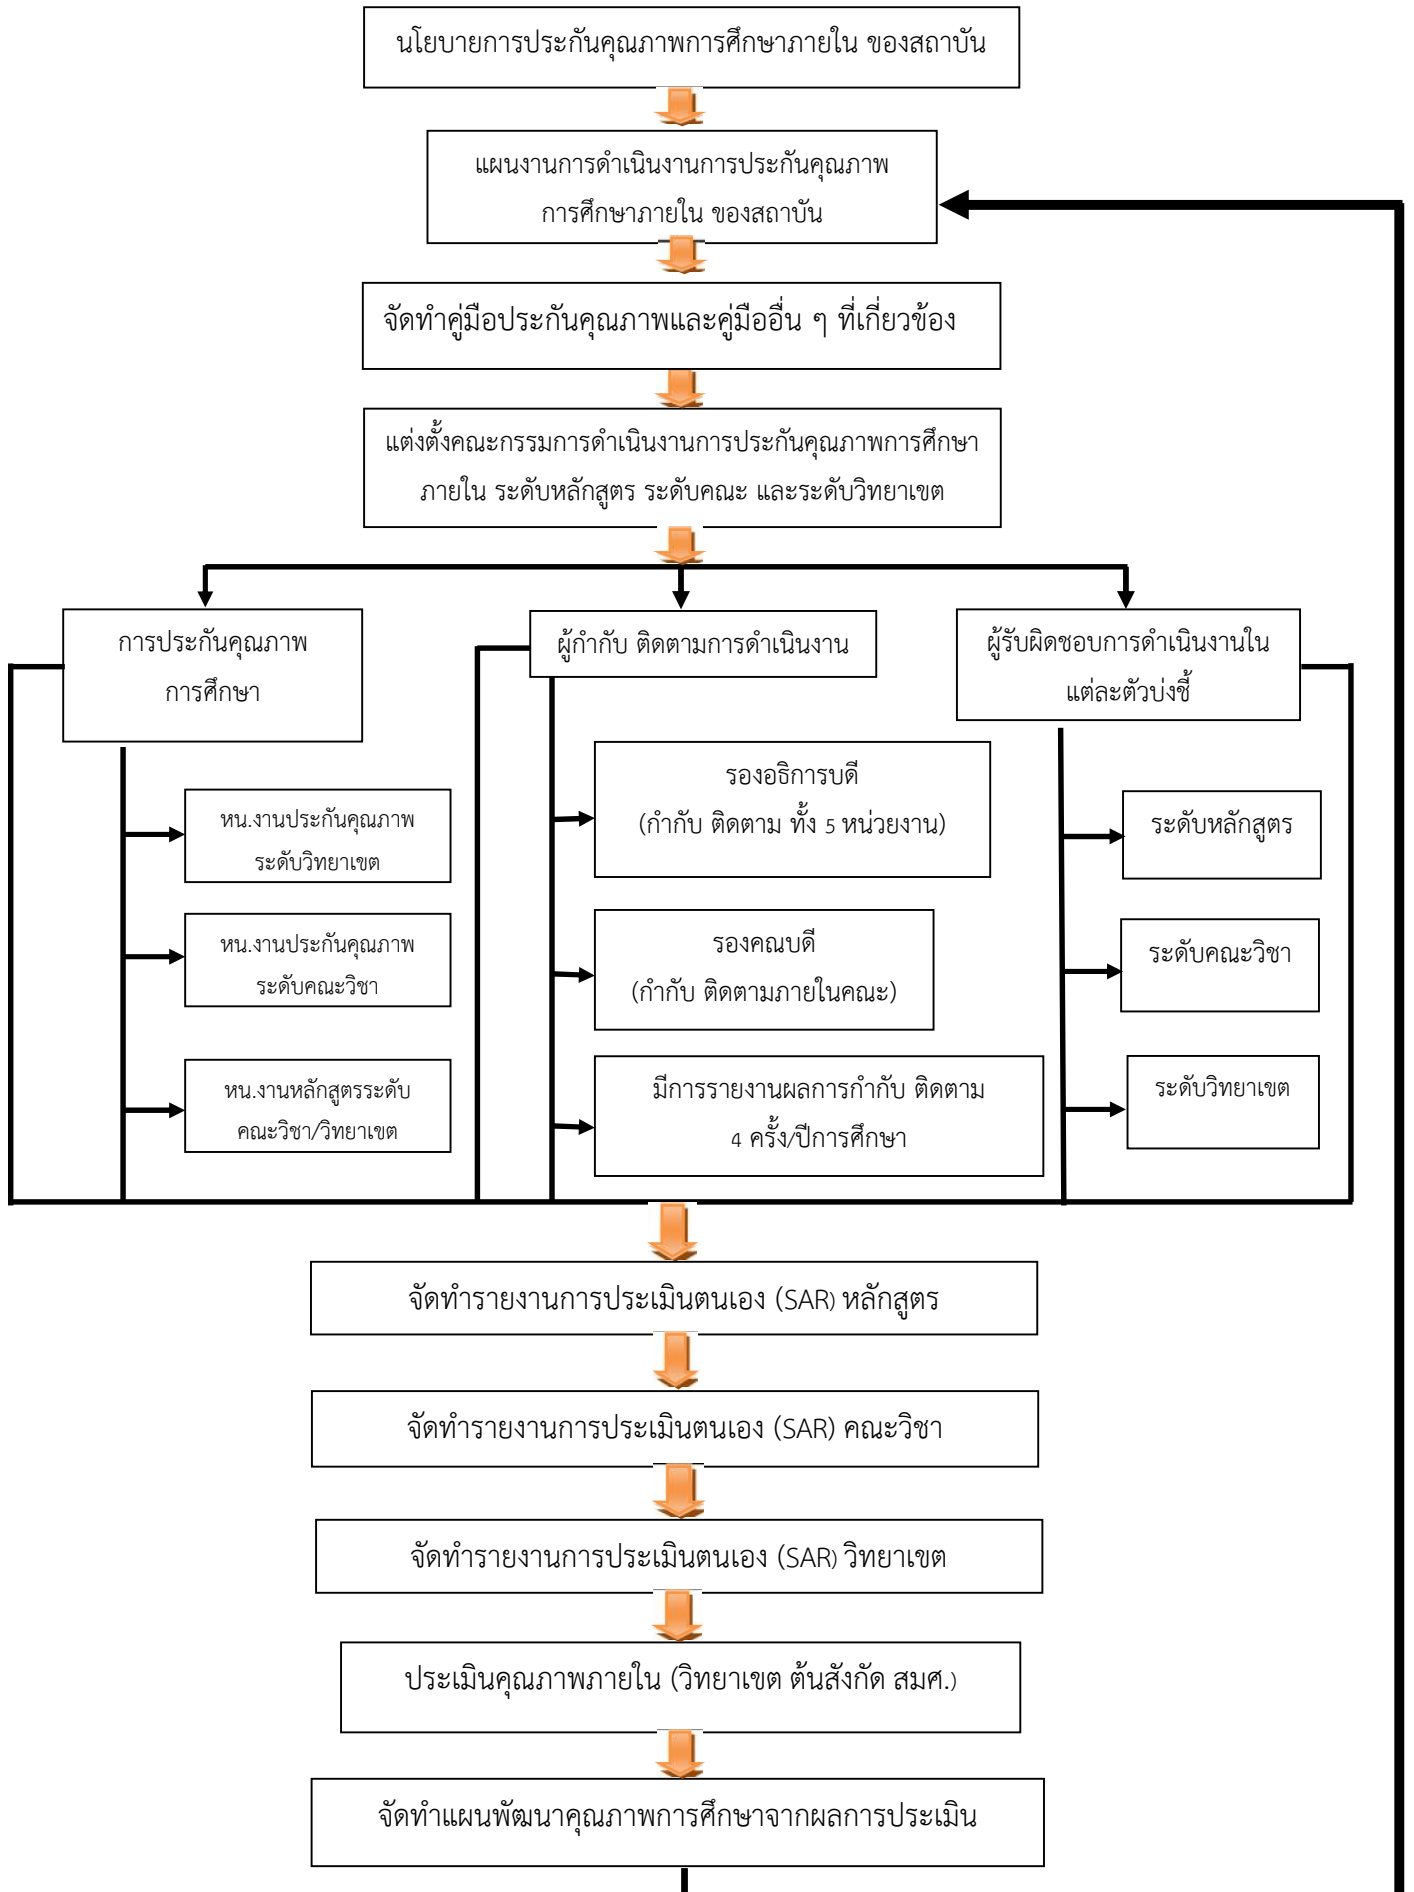 นโยบายการประกันคุณภาพการศึกษาภายใน ของสถาบัน
แผนงานการดำเนินงานการประกันคุณภาพ
การศึกษาภายใน ของสถาบัน
จัดทำคู่มือประกันคุณภาพและคู่มืออื่น ๆ ที่เกี่ยวข้อง
แต่งตั้งคณะกรรมการดำเนินงานการประกันคุณภาพการศึกษา
ภายใน ระดับหลักสูตร ระดับคณะ และระดับวิทยาเขต
การประกันคุณภาพ
การศึกษา
หน.งานประกันคุณภาพ
ระดับวิทยาเขต
หน.งานประกันคุณภาพ
ระดับคณะวิชา
หน.งานหลักสูตรระดับ
คณะวิชา/วิทยาเขต
ผู้กำกับ ติดตามการดำเนินงาน
รองอธิการบดี
(กำกับ ติดตาม ทั้ง 5 หน่วยงาน)
รองคณบดี
(กำกับ ติดตามภายในคณะ)
มีการรายงานผลการกำกับ ติดตาม
4 ครั้ง/ปีการศึกษา
ผู้รับผิดชอบการดำเนินงานใน
แต่ละตัวบ่งชี้
ระดับหลักสูตร
ระดับคณะวิชา
ระดับวิทยาเขต
จัดทำรายงานการประเมินตนเอง (SAR) หลักสูตร
จัดทำรายงานการประเมินตนเอง (SAR) คณะวิชา
จัดทำรายงานการประเมินตนเอง (SAR) วิทยาเขต
ประเมินคุณภาพภายใน (วิทยาเขต ต้นสังกัด สมศ.)
จัดทำแผนพัฒนาคุณภาพการศึกษาจากผลการประเมิน